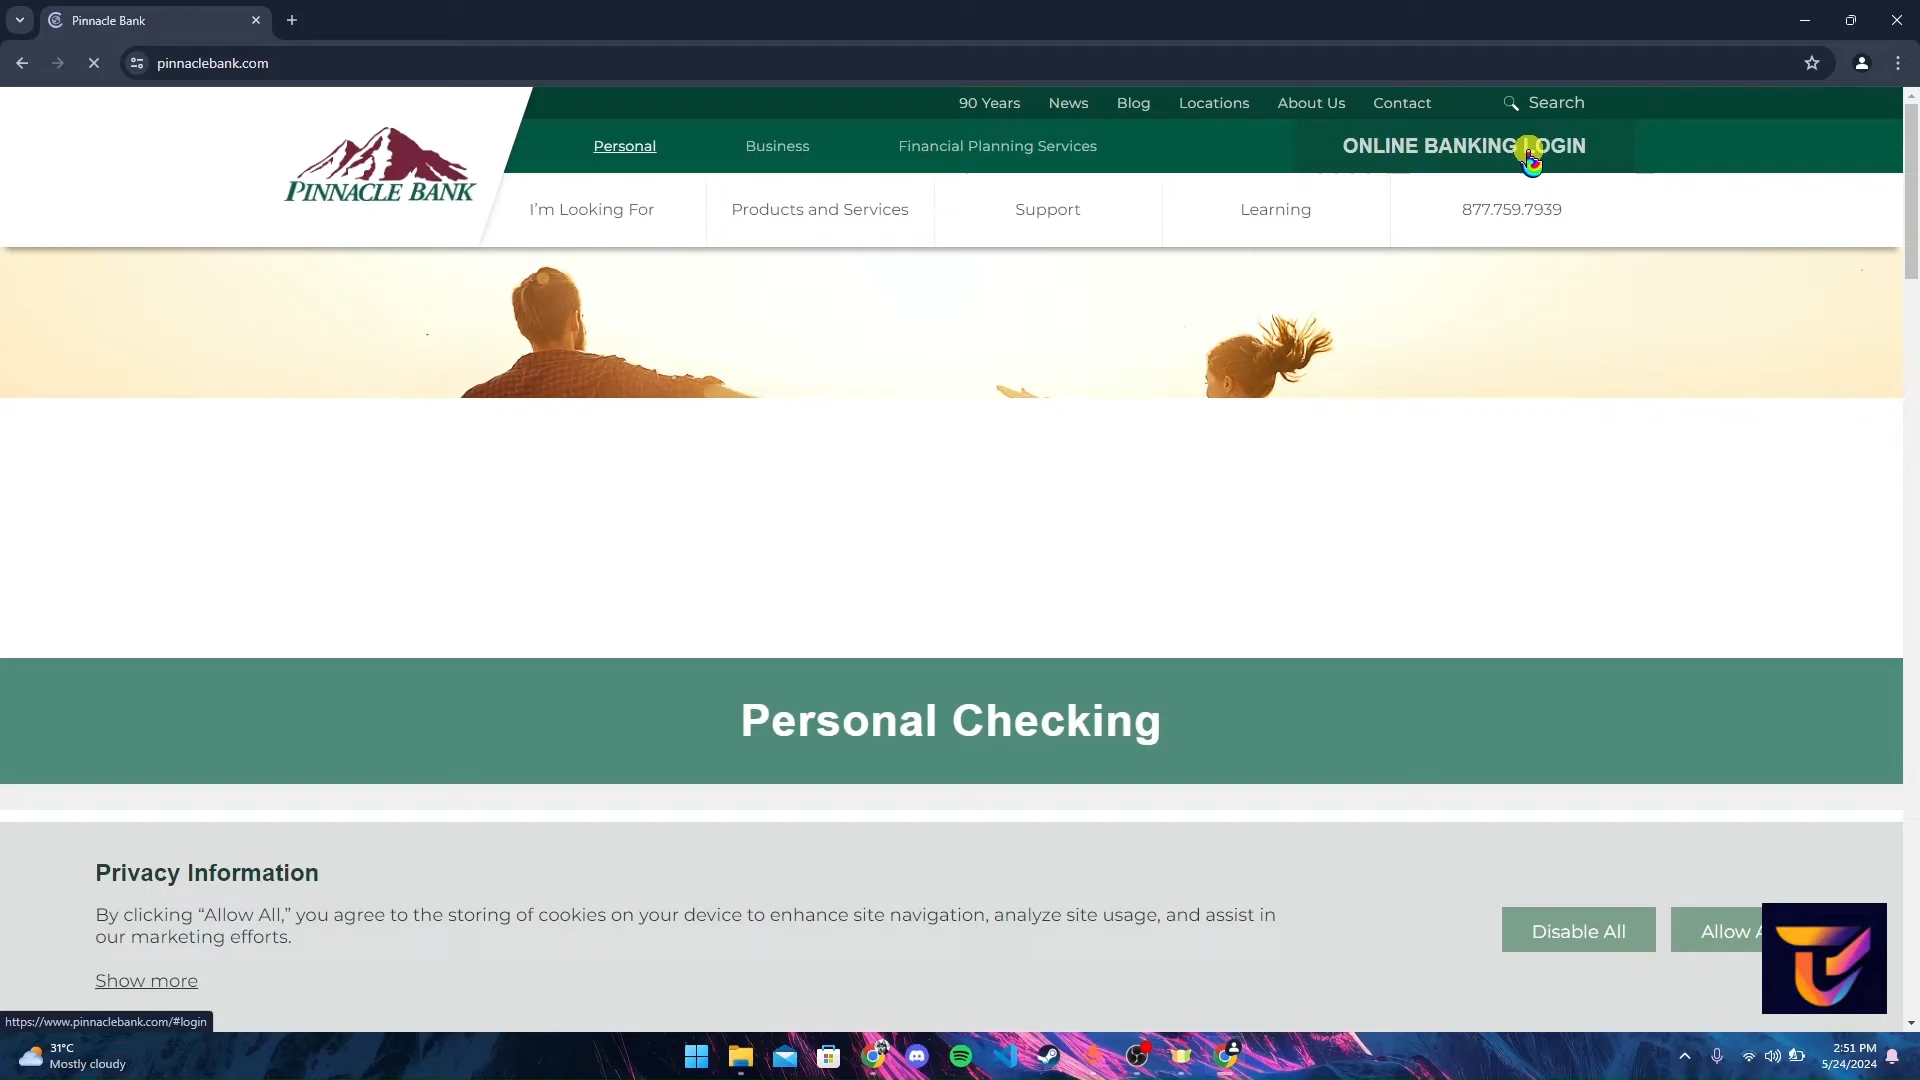 Pinnacle Bank
pinnaclebank.com
90 Years News Blog Locations About Us Contact Search
Personal Business Financial Planning Services ONLINE BANKING LOGIN
PINNACLE BANK
I'm Looking For Products and Services Support Learning 877.759.7939
Personal Checking
Privacy Information
By clicking “Allow All,” you agree to the storing of cookies on your device to enhance site navigation, analyze site usage, and assist in
our marketing efforts.
Disable All Allow A
Show more
https://www.pinnaclebank.com/#login
31°C
Mostly cloudy
2:51 PM
5/24/2024